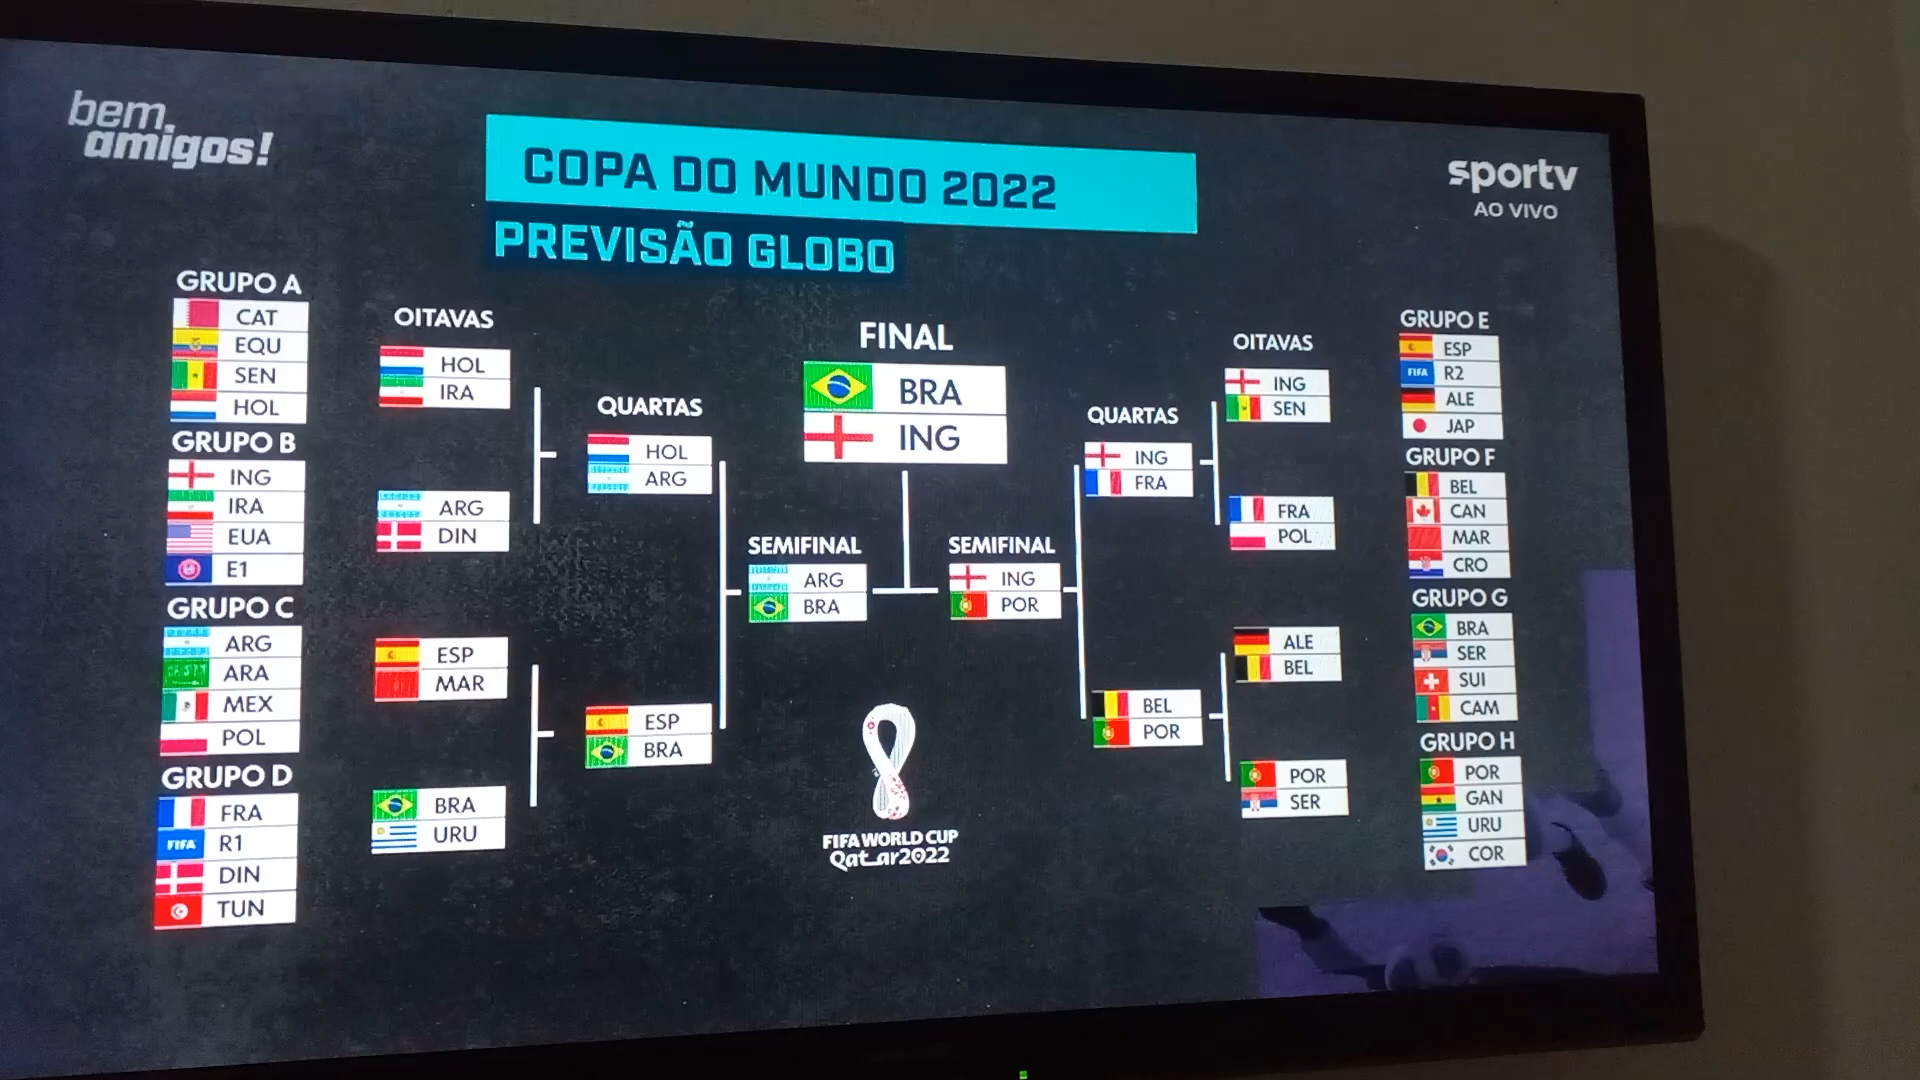 bem,
amigos!
COPA DO MUNDO 2022
PREVISÃO GLOBO
sportv
AO VIVO
GRUPO A
CAT
EQU
SEN
HOL
GRUPO B
ING
IRA
EUA
E1
GRUPO C
ARG
ARA
MEX
POL
GRUPO D
FRA
FIFA R1
DIN
TUN
OITAVAS
HOL
IRA
ARG
DIN
ESP
MAR
BRA
URU
QUARTAS
HOL
ARG
ESP
BRA
SEMIFINAL
ARG
BRA
FINAL
BRA
ING
SEMIFINAL
ING
POR
FIFA WORLD CUP
Qatar2022
QUARTAS
ING
FRA
BEL
POR
OITAVAS
ING
SEN
FRA
POL
ALE
BEL
POR
SER
GRUPO E
ESP
FIFA R2
ALE
JAP
GRUPO F
BEL
CAN
MAR
CRO
GRUPO G
BRA
SER
SUI
CAM
GRUPO H
POR
GAN
URU
COR